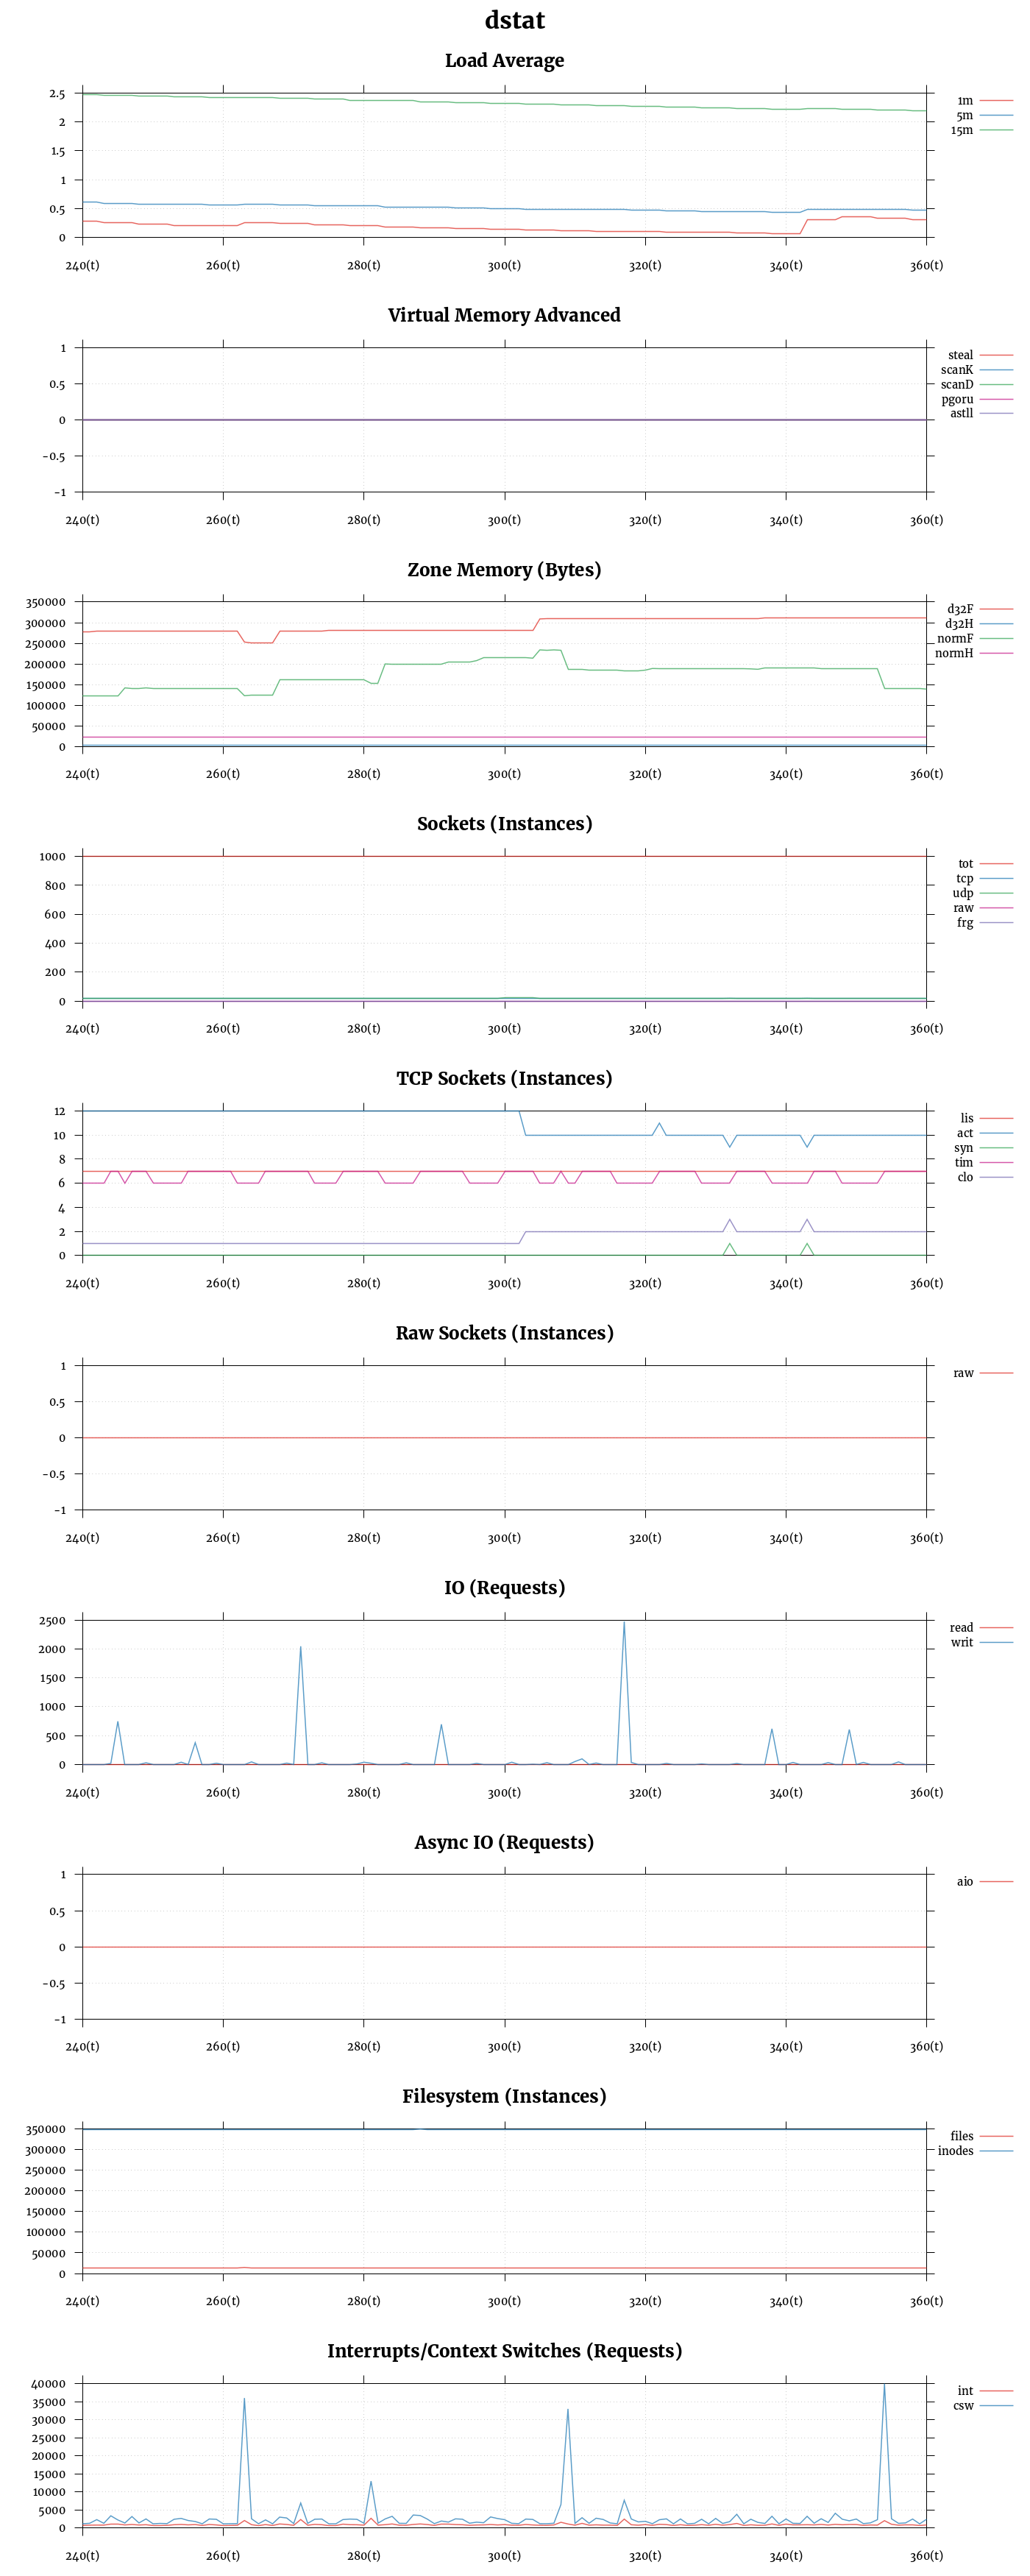 dstat
Load Average
2.5
2
1.5
1
0.5
0
240(t) 260(t) 280(t) 300(t) 320(t) 340(t) 360(t)
1m
5m
15m
Virtual Memory Advanced
1
0.5
0
-0.5
-1
240(t) 260(t) 280(t) 300(t) 320(t) 340(t) 360(t)
steal
scanK
scanD
pgoru
astll
Zone Memory (Bytes)
350000
300000
250000
200000
150000
100000
50000
0
240(t) 260(t) 280(t) 300(t) 320(t) 340(t) 360(t)
d32F
d32H
normF
normH
Sockets (Instances)
1000
800
600
400
200
0
240(t) 260(t) 280(t) 300(t) 320(t) 340(t) 360(t)
tot
tcp
udp
raw
frg
TCP Sockets (Instances)
12
10
8
6
4
2
0
240(t) 260(t) 280(t) 300(t) 320(t) 340(t) 360(t)
lis
act
syn
tim
clo
Raw Sockets (Instances)
1
0.5
0
-0.5
-1
240(t) 260(t) 280(t) 300(t) 320(t) 340(t) 360(t)
raw
IO (Requests)
2500
2000
1500
1000
500
0
240(t) 260(t) 280(t) 300(t) 320(t) 340(t) 360(t)
read
writ
Async IO (Requests)
1
0.5
0
-0.5
-1
240(t) 260(t) 280(t) 300(t) 320(t) 340(t) 360(t)
aio
Filesystem (Instances)
350000
300000
250000
200000
150000
100000
50000
0
240(t) 260(t) 280(t) 300(t) 320(t) 340(t) 360(t)
files
inodes
Interrupts/Context Switches (Requests)
40000
35000
30000
25000
20000
15000
10000
5000
0
240(t) 260(t) 280(t) 300(t) 320(t) 340(t) 360(t)
int
csw